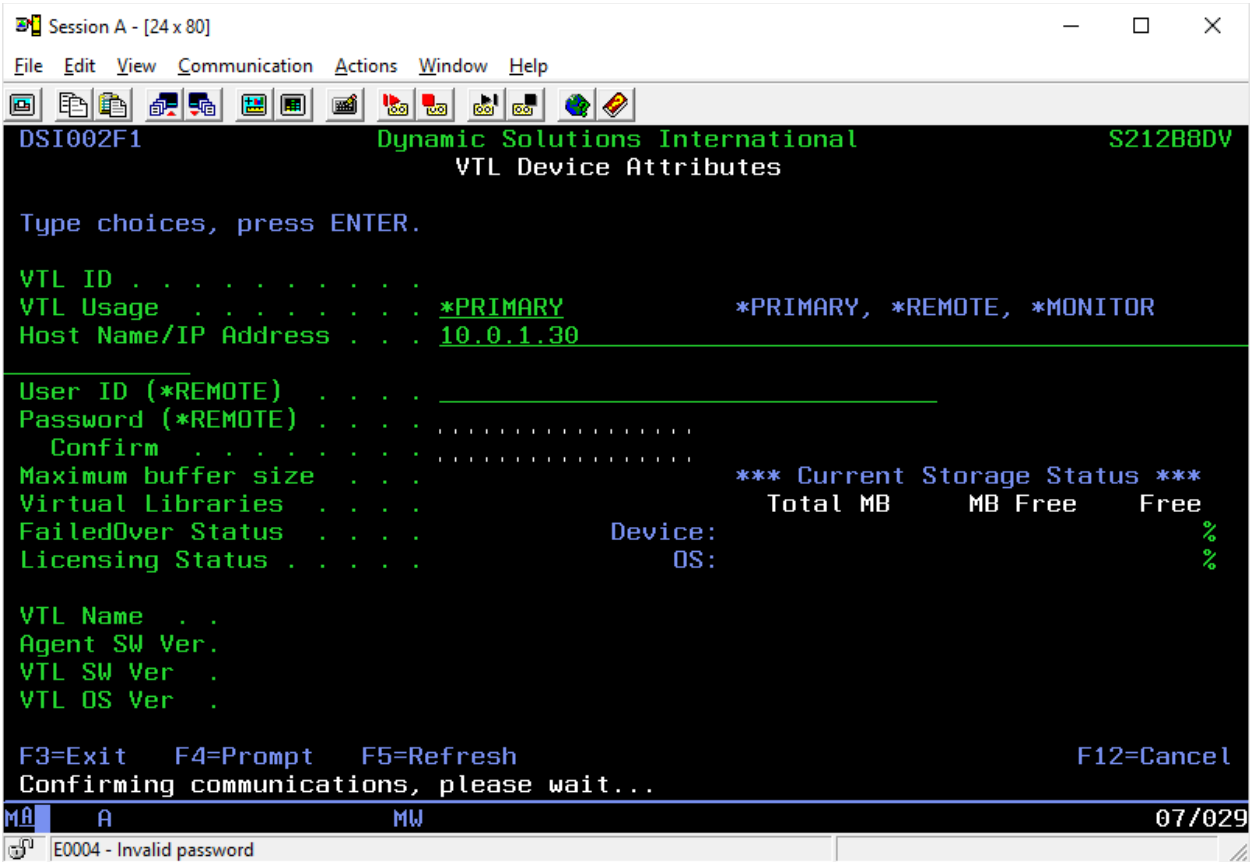 Session A - [24 x 80]
File Edit View Communication Actions Window Help
DSI002F1 Dynamic Solutions International S212B8DV
VTL Device Attributes
Type choices, press ENTER.
VTL ID . . . . . . . . . .
VTL Usage . . . . . . . . *PRIMARY *PRIMARY, *REMOTE, *MONITOR
Host Name/IP Address . . . 10.0.1.30
User ID (*REMOTE) . . . .
Password (*REMOTE) . . . .
Confirm . . . . . . . .
Maximum buffer size . . . *** Current Storage Status ***
Virtual Libraries . . . . Total MB MB Free Free
FailedOver Status . . . . Device: %
Licensing Status . . . . . OS: %
VTL Name . .
Agent SW Ver.
VTL SW Ver .
VTL OS Ver .
F3=Exit F4=Prompt F5=Refresh F12=Cancel
Confirming communications, please wait...
MA A MW 07/029
E0004 - Invalid password